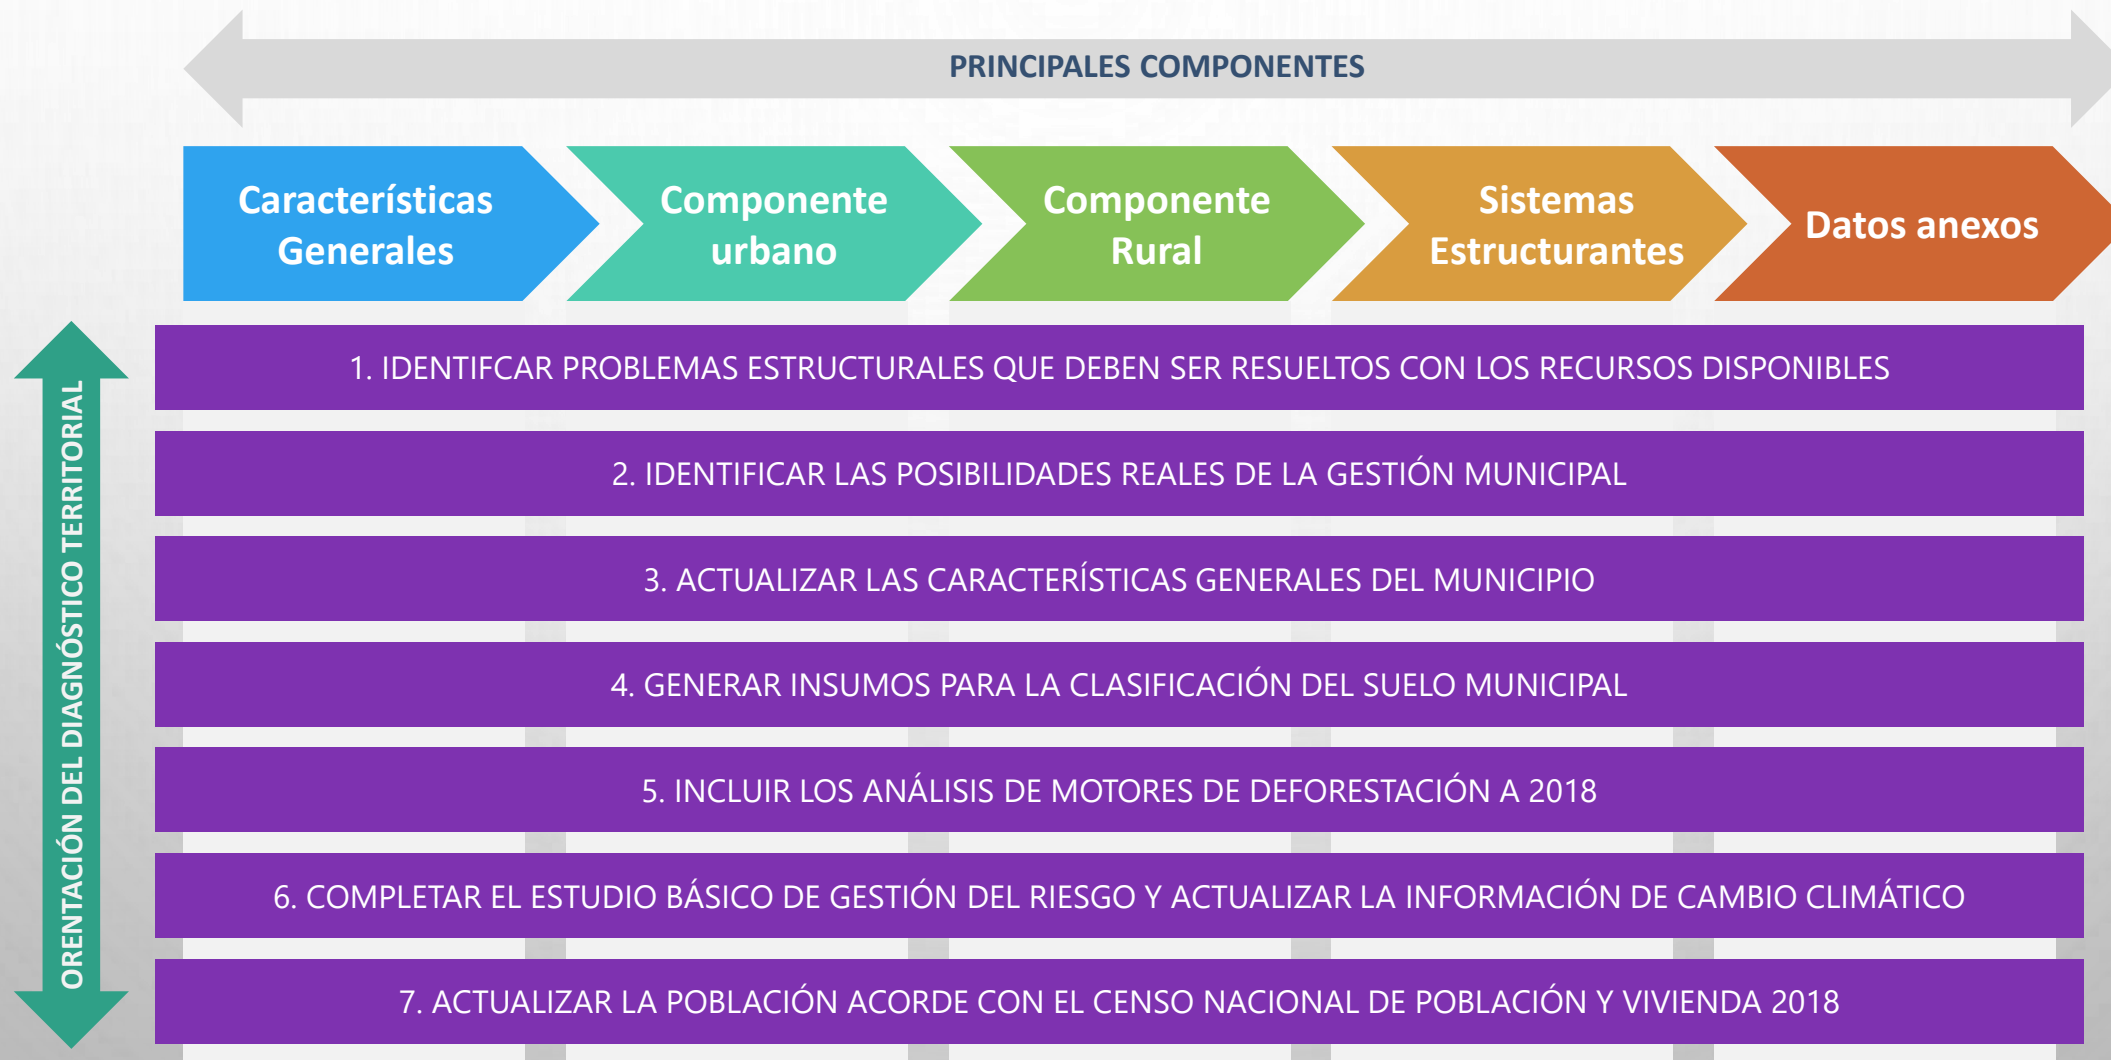 PRINCIPALES COMPONENTES
Características
Generales
Componente
urbano
Componente
Rural
Sistemas
Estructurantes
Datos anexos
ORENTACIÓN DEL DIAGNÓSTICO TERRITORIAL
1. IDENTIFCAR PROBLEMAS ESTRUCTURALES QUE DEBEN SER RESUELTOS CON LOS RECURSOS DISPONIBLES
2. IDENTIFICAR LAS POSIBILIDADES REALES DE LA GESTIÓN MUNICIPAL
3. ACTUALIZAR LAS CARACTERÍSTICAS GENERALES DEL MUNICIPIO
4. GENERAR INSUMOS PARA LA CLASIFICACIÓN DEL SUELO MUNICIPAL
5. INCLUIR LOS ANÁLISIS DE MOTORES DE DEFORESTACIÓN A 2018
6. COMPLETAR EL ESTUDIO BÁSICO DE GESTIÓN DEL RIESGO Y ACTUALIZAR LA INFORMACIÓN DE CAMBIO CLIMÁTICO
7. ACTUALIZAR LA POBLACIÓN ACORDE CON EL CENSO NACIONAL DE POBLACIÓN Y VIVIENDA 2018